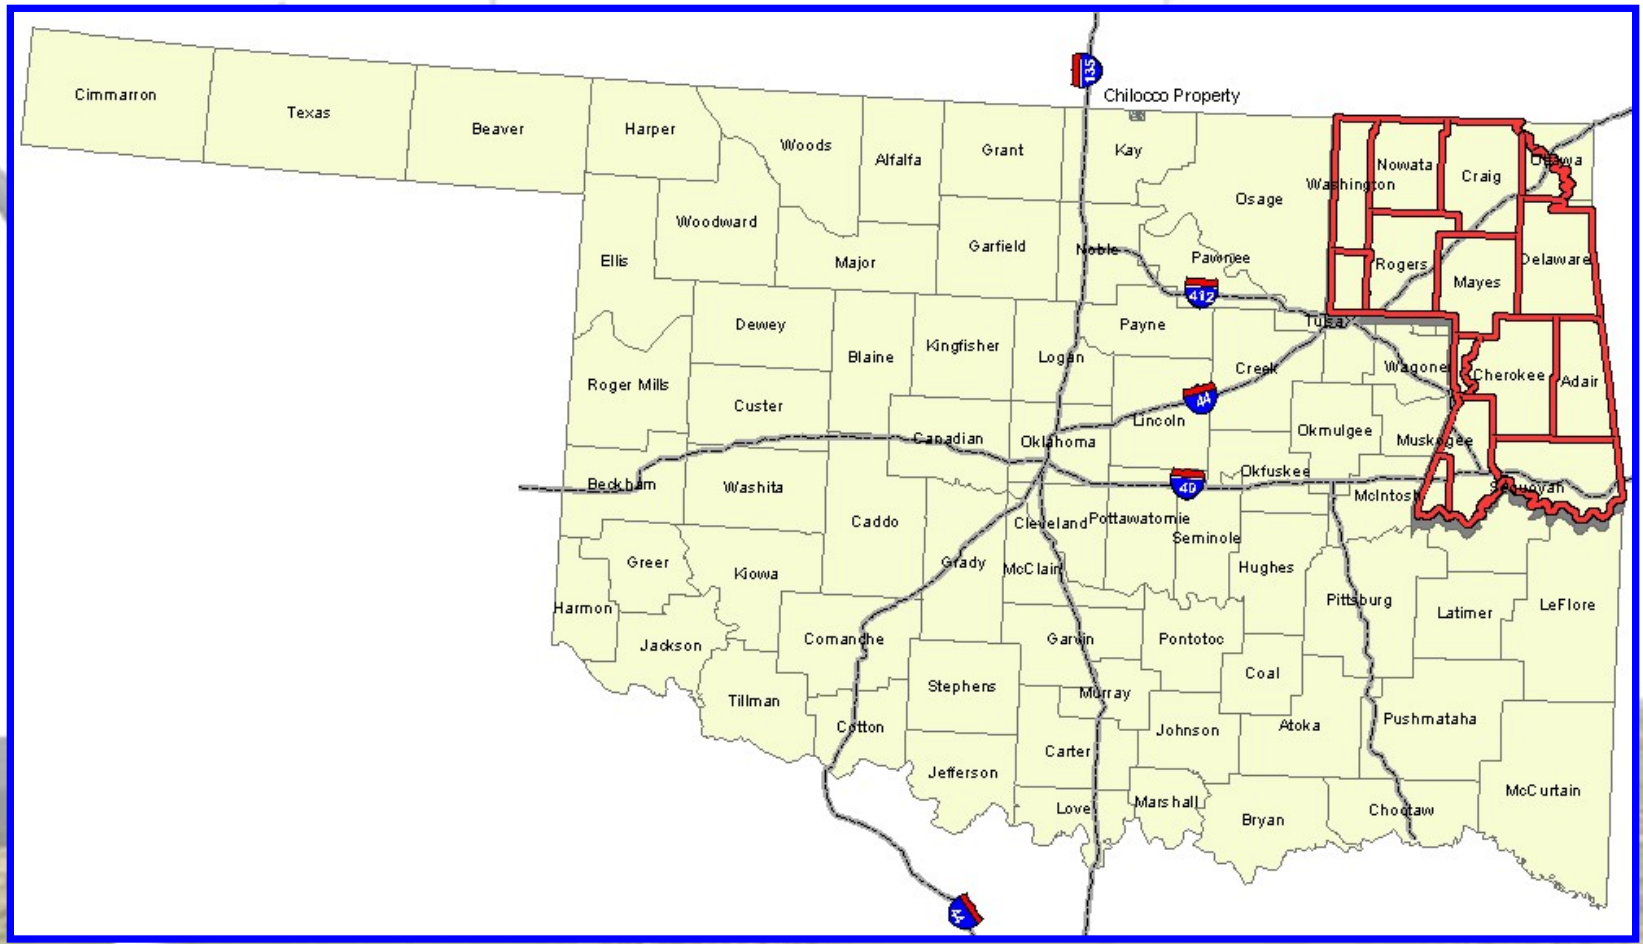 135
Chilocco Property
Cimmarron
Texas
Beaver
Harper
Woods
Alfalfa
Grant
Kay
Osage
Washington
Nowata
Craig
Ottawa
Woodward
Ellis
Major
Garfield
Noble
Pawnee
Rogers
Mayes
Delaware
412
Dewey
Blaine
Kingfisher
Logan
Payne
Tulsa
Creek
Wagoner
Cherokee
Adair
Roger Mills
Custer
44
Canadian
Oklahoma
Lincoln
Okmulgee
Muskogee
Beckham
Washita
40
Okfuskee
McIntosh
Sequoyah
Caddo
Cleveland
Pottawatomie
Seminole
Greer
Kiowa
Grady
McClain
Hughes
Harmon
Jackson
Comanche
Garvin
Pontotoc
Pittsburg
Latimer
LeFlore
Tillman
Stephens
Murray
Coal
Cotton
Carter
Johnson
Atoka
Pushmataha
Jefferson
Love
Marshall
Bryan
Choctaw
McCurtain
44